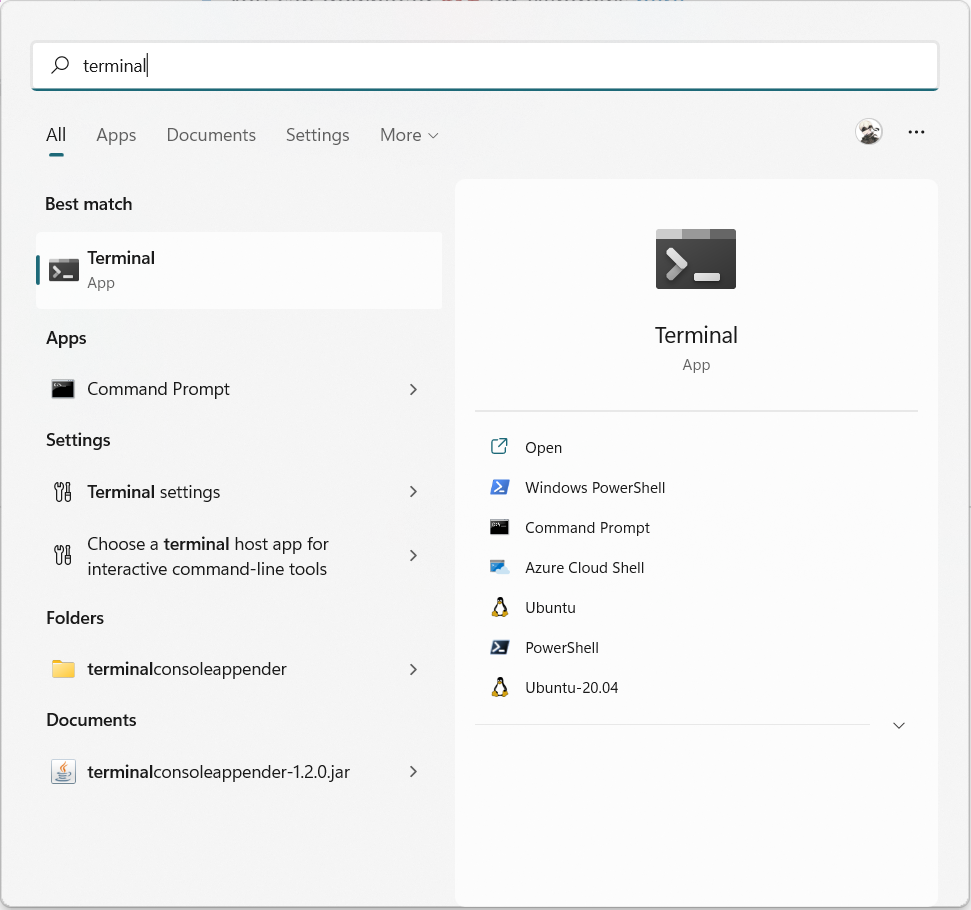 terminal
All Apps Documents Settings More
Best match
Terminal
App
Apps
Command Prompt
Settings
Terminal settings
Choose a terminal host app for
interactive command-line tools
Folders
terminalconsoleappender
Documents
terminalconsoleappender-1.2.0.jar
Terminal
App
Open
Windows PowerShell
Command Prompt
Azure Cloud Shell
Ubuntu
PowerShell
Ubuntu-20.04